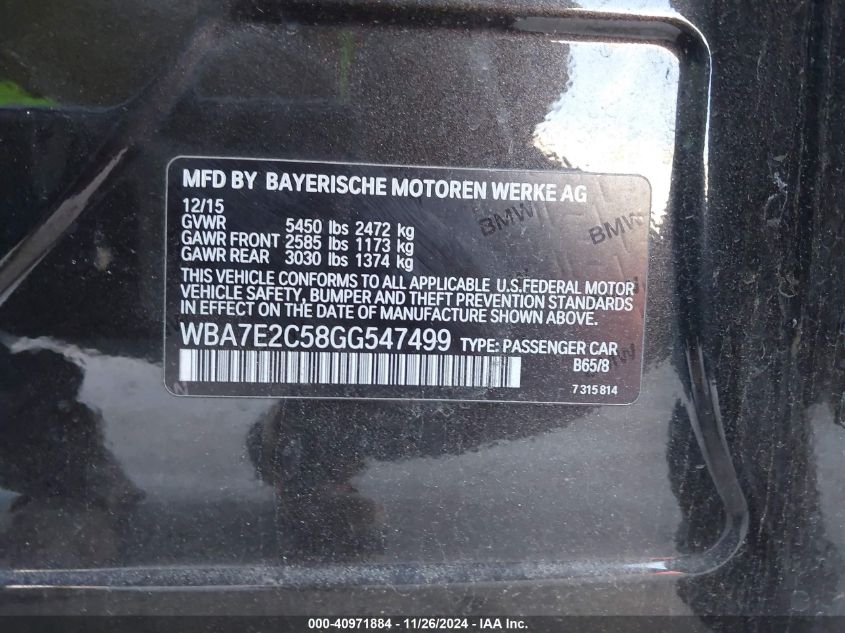 MFD BY BAYERISCHE MOTOREN WERKE AG
12/15
GVWR 5450 lbs 2472 kg
GAWR FRONT 2585 lbs 1173 kg
GAWR REAR 3030 lbs 1374 kg
THIS VEHICLE CONFORMS TO ALL APPLICABLE U.S.FEDERAL MOTOR
VEHICLE SAFETY, BUMPER AND THEFT PREVENTION STANDARDS
IN EFFECT ON THE DATE OF MANUFACTURE SHOWN ABOVE.
WBA7E2C58GG547499 TYPE: PASSENGER CAR
B65/8
7 315 814
BMW
BMW
BMW
000-40971884 | 11/26/2024 - IAAI.com